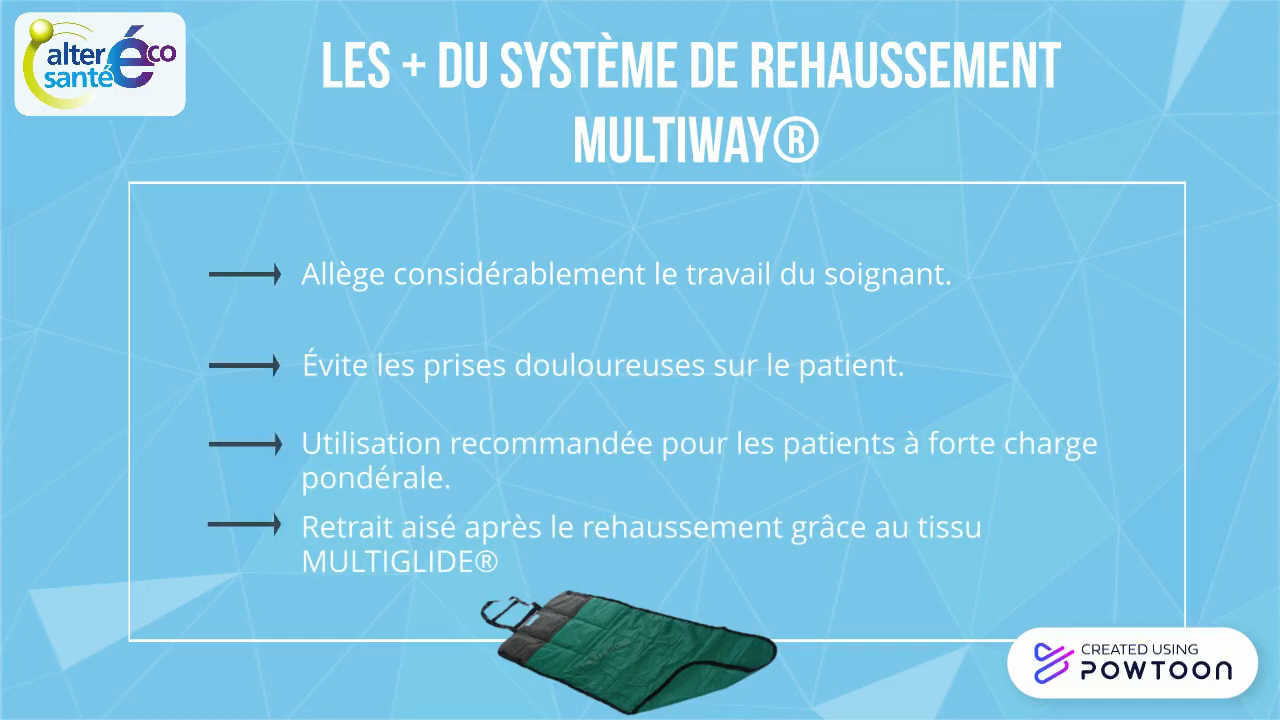 alter
santé
éco
LES + DU SYSTÈME DE REHAUSSEMENT
MULTIWAY®
Allège considérablement le travail du soignant.
Évite les prises douloureuses sur le patient.
Utilisation recommandée pour les patients à forte charge
pondérale.
Retrait aisé après le rehaussement grâce au tissu
MULTIGLIDE®
CREATED USING
POWTOON